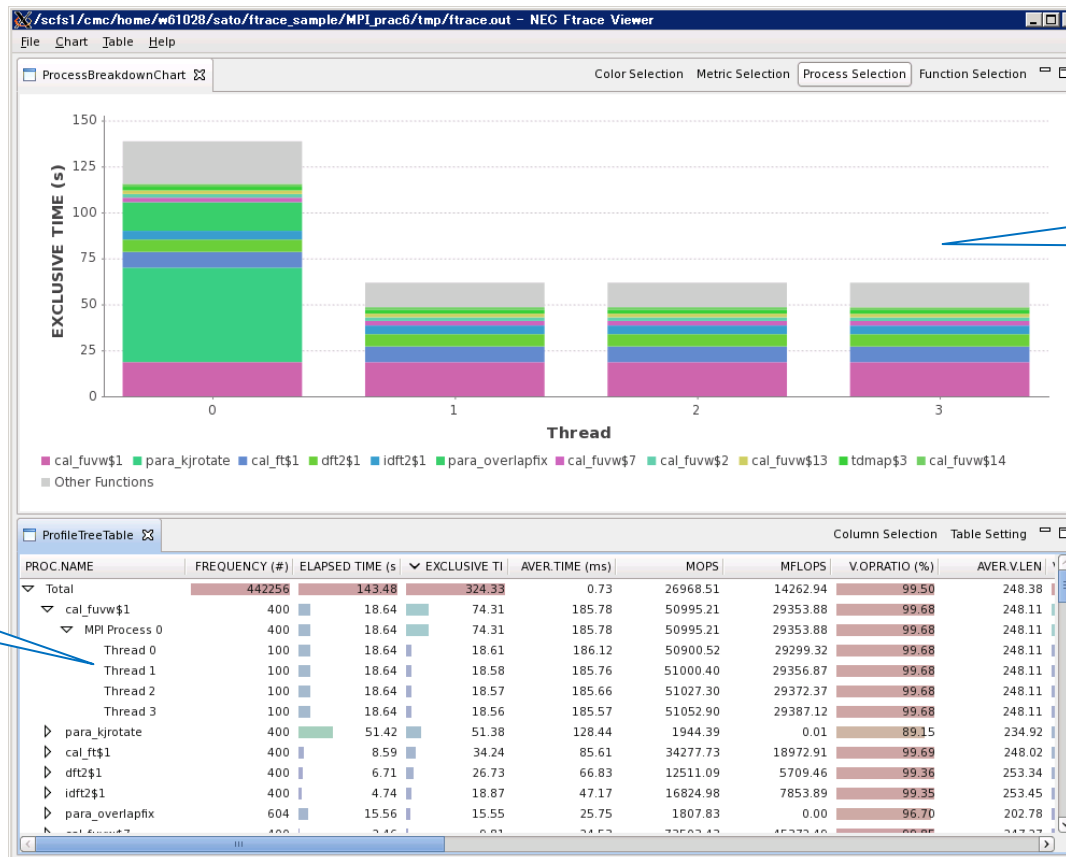 /scfs1/cmc/home/w61028/sato/ftrace_sample/MPI_prac6/tmp/ftrace.out - NEC Ftrace Viewer
File Chart Table Help
ProcessBreakdownChart Color Selection Metric Selection Process Selection Function Selection
EXCLUSIVE TIME (s)
150
125
100
75
50
25
0
0 1 2 3
Thread
cal_fuvw$1 para_kjrotate cal_ft$1 dft2$1 idft2$1 para_overlapfix cal_fuvw$7 cal_fuvw$2 cal_fuvw$13 tdmap$3 cal_fuvw$14
Other Functions
ProfileTreeTable Column Selection Table Setting
PROC.NAME FREQUENCY (#) ELAPSED TIME (s EXCLUSIVE TI AVER.TIME (ms) MOPS MFLOPS V.OPRATIO (%) AVER.V.LEN
Total 442256 143.48 324.33 0.73 26968.51 14262.94 99.50 248.38
cal_fuvw$1 400 18.64 74.31 185.78 50995.21 29353.88 99.68 248.11
MPI Process 0 400 18.64 74.31 185.78 50995.21 29353.88 99.68 248.11
Thread 0 100 18.64 18.61 186.12 50900.52 29299.32 99.68 248.11
Thread 1 100 18.64 18.58 185.76 51000.40 29356.87 99.68 248.11
Thread 2 100 18.64 18.57 185.66 51027.30 29372.37 99.68 248.11
Thread 3 100 18.64 18.56 185.57 51052.90 29387.12 99.68 248.11
para_kjrotate 400 51.42 51.38 128.44 1944.39 0.01 89.15 234.92
cal_ft$1 400 8.59 34.24 85.61 34277.73 18972.91 99.69 248.02
dft2$1 400 6.71 26.73 66.83 12511.09 5709.46 99.36 253.34
idft2$1 400 4.74 18.87 47.17 16824.98 7853.89 99.35 253.45
para_overlapfix 604 15.56 15.55 25.75 1807.83 0.00 96.70 202.78